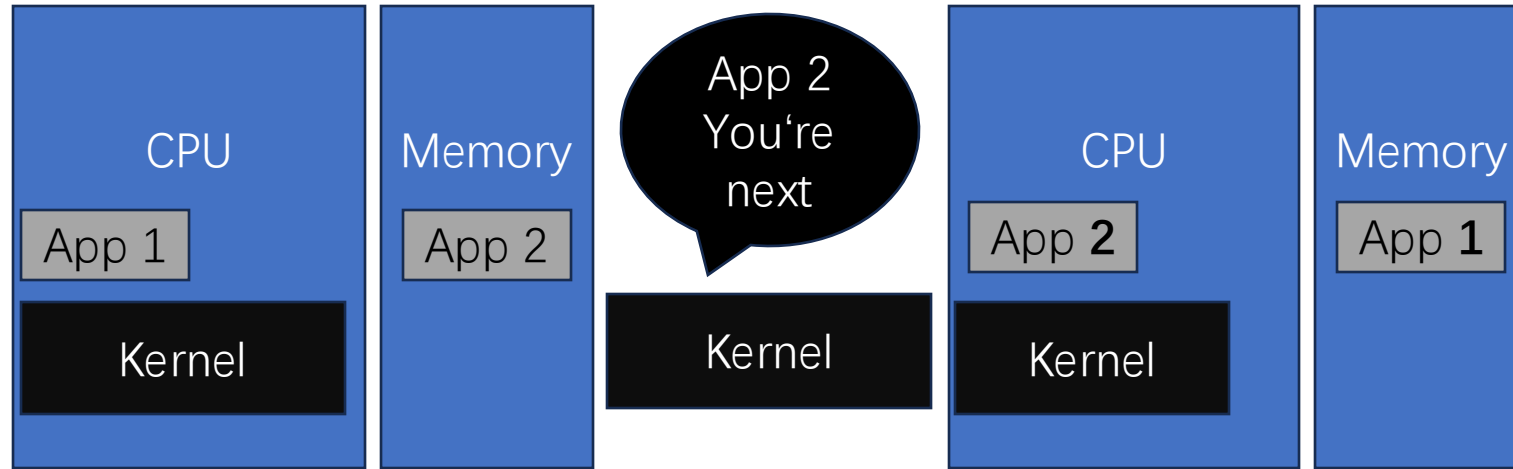 CPU
App 1
Kernel
Memory
App 2
App 2
You‘re
next
Kernel
CPU
App 2
Kernel
Memory
App 1